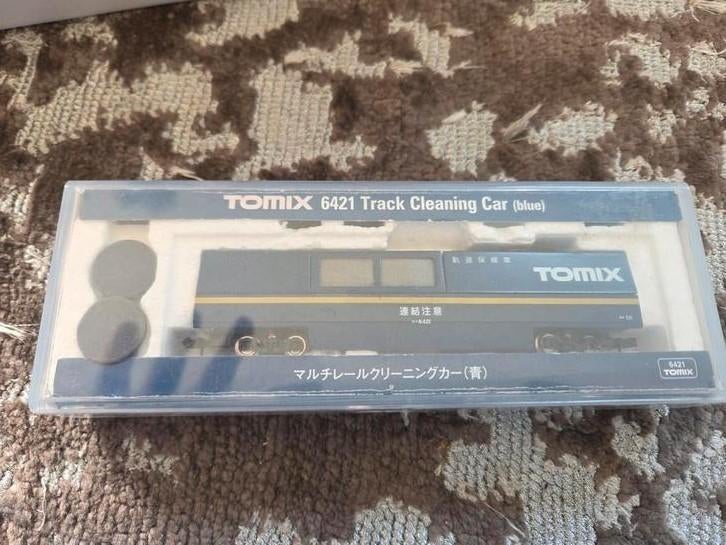 TOMIX 6421 Track Cleaning Car (blue)
軌道保線車
TOMIX
連結注意
6421
マルチレールクリーニングカー(青)
6421
TOMIX